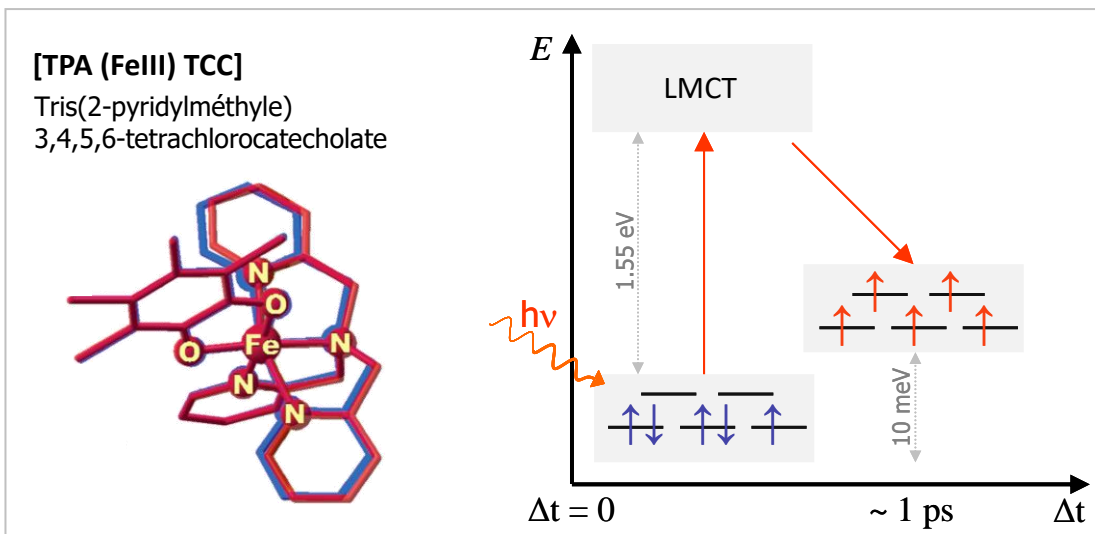 [TPA (FeIII) TCC]
Tris(2-pyridylméthyle)
3,4,5,6-tetrachlorocatecholate
N
O
O
Fe
N
N
N
E
LMCT
1.55 eV
hν
10 meV
Δt = 0
~ 1 ps
Δt